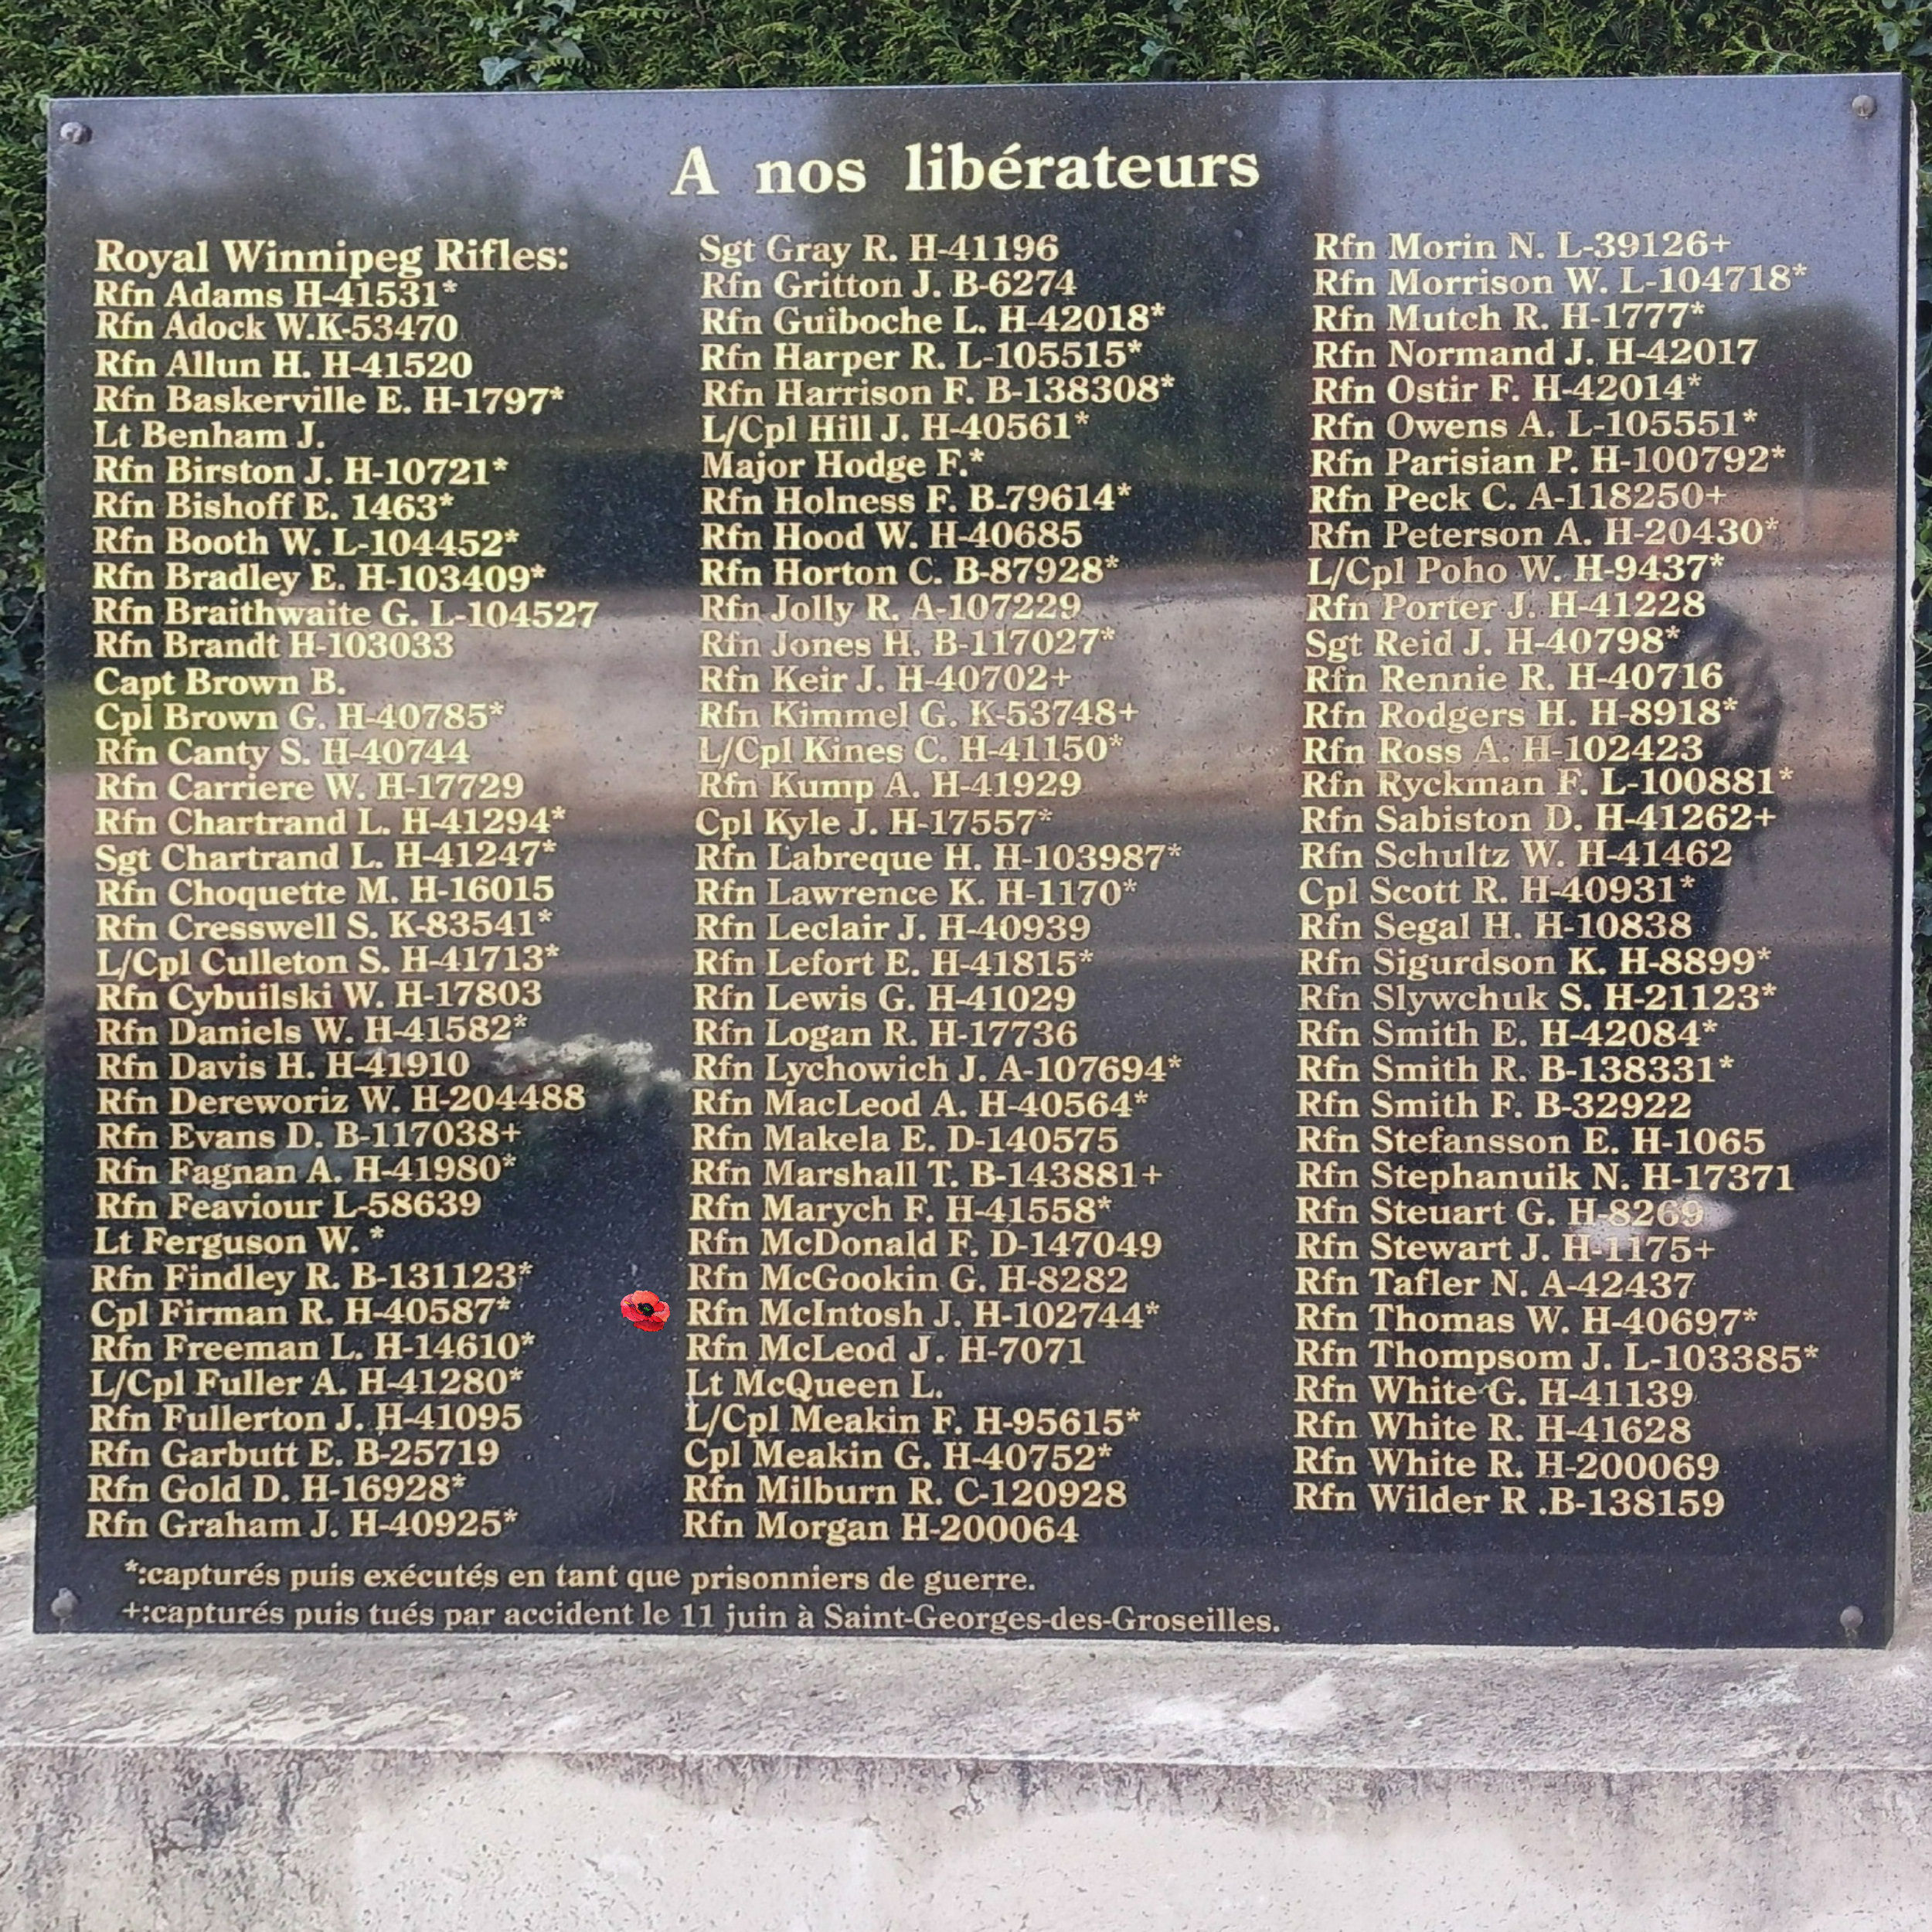 A nos libérateurs
Royal Winnipeg Rifles:
Rfn Adams H-41531*
Rfn Adock W.K-53470
Rfn Allun H. H-41520
Rfn Baskerville E. H-1797*
Lt Benham J.
Rfn Birston J. H-10721*
Rfn Bishoff E. 1463*
Rfn Booth W. L-104452*
Rfn Bradley E. H-103409*
Rfn Braithwaite G. L-104527
Rfn Brandt H-103033
Capt Brown B.
Cpl Brown G. H-40785*
Rfn Canty S. H-40744
Rfn Carriere W. H-17729
Rfn Chartrand L. H-41294*
Sgt Chartrand L. H-41247*
Rfn Choquette M. H-16015
Rfn Cresswell S. K-83541*
L/Cpl Culleton S. H-41713*
Rfn Cybuilski W. H-17803
Rfn Daniels W. H-41582*
Rfn Davis H. H-41910
Rfn Dereworiz W. H-204488
Rfn Evans D. B-117038+
Rfn Fagnan A. H-41980*
Rfn Feaviour L-58639
Lt Ferguson W. *
Rfn Findley R. B-131123*
Cpl Firman R. H-40587*
Rfn Freeman L. H-14610*
L/Cpl Fuller A. H-41280*
Rfn Fullerton J. H-41095
Rfn Garbutt E. B-25719
Rfn Gold D. H-16928*
Rfn Graham J. H-40925*
Sgt Gray R. H-41196
Rfn Gritton J. B-6274
Rfn Guiboche L. H-42018*
Rfn Harper R. L-105515*
Rfn Harrison F. B-138308*
L/Cpl Hill J. H-40561*
Major Hodge F.*
Rfn Holness F. B-79614*
Rfn Hood W. H-40685
Rfn Horton C. B-87928*
Rfn Jolly R. A-107229
Rfn Jones H. B-117027*
Rfn Keir J. H-40702+
Rfn Kimmel G. K-53748+
L/Cpl Kines C. H-41150*
Rfn Kump A. H-41929
Cpl Kyle J. H-17557*
Rfn Labreque H. H-103987*
Rfn Lawrence K. H-1170*
Rfn Leclair J. H-40939
Rfn Lefort E. H-41815*
Rfn Lewis G. H-41029
Rfn Logan R. H-17736
Rfn Lychowich J. A-107694*
Rfn MacLeod A. H-40564*
Rfn Makela E. D-140575
Rfn Marshall T. B-143881+
Rfn Marych F. H-41558*
Rfn McDonald F. D-147049
Rfn McGookin G. H-8282
Rfn McIntosh J. H-102744*
Rfn McLeod J. H-7071
Lt McQueen L.
L/Cpl Meakin F. H-95615*
Cpl Meakin G. H-40752*
Rfn Milburn R. C-120928
Rfn Morgan H-200064
Rfn Morin N. L-39126+
Rfn Morrison W. L-104718*
Rfn Mutch R. H-1777*
Rfn Normand J. H-42017
Rfn Ostir F. H-42014*
Rfn Owens A. L-105551*
Rfn Parisian P. H-100792*
Rfn Peck C. A-118250+
Rfn Peterson A. H-20430*
L/Cpl Poho W. H-9437*
Rfn Porter J. H-41228
Sgt Reid J. H-40798*
Rfn Rennie R. H-40716
Rfn Rodgers H. H-8918*
Rfn Ross A. H-102423
Rfn Ryckman F. L-100881*
Rfn Sabiston D. H-41262+
Rfn Schultz W. H-41462
Cpl Scott R. H-40931*
Rfn Segal H. H-10838
Rfn Sigurdson K. H-8899*
Rfn Slywchuk S. H-21123*
Rfn Smith E. H-42084*
Rfn Smith R. B-138331*
Rfn Smith F. B-32922
Rfn Stefansson E. H-1065
Rfn Stephanuik N. H-17371
Rfn Steuart G. H-8269
Rfn Stewart J. H-1175+
Rfn Tafler N. A-42437
Rfn Thomas W. H-40697*
Rfn Thompsom J. L-103385*
Rfn White G. H-41139
Rfn White R. H-41628
Rfn White R. H-200069
Rfn Wilder R .B-138159
*:capturés puis exécutés en tant que prisonniers de guerre.
+:capturés puis tués par accident le 11 juin à Saint-Georges-des-Groseilles.